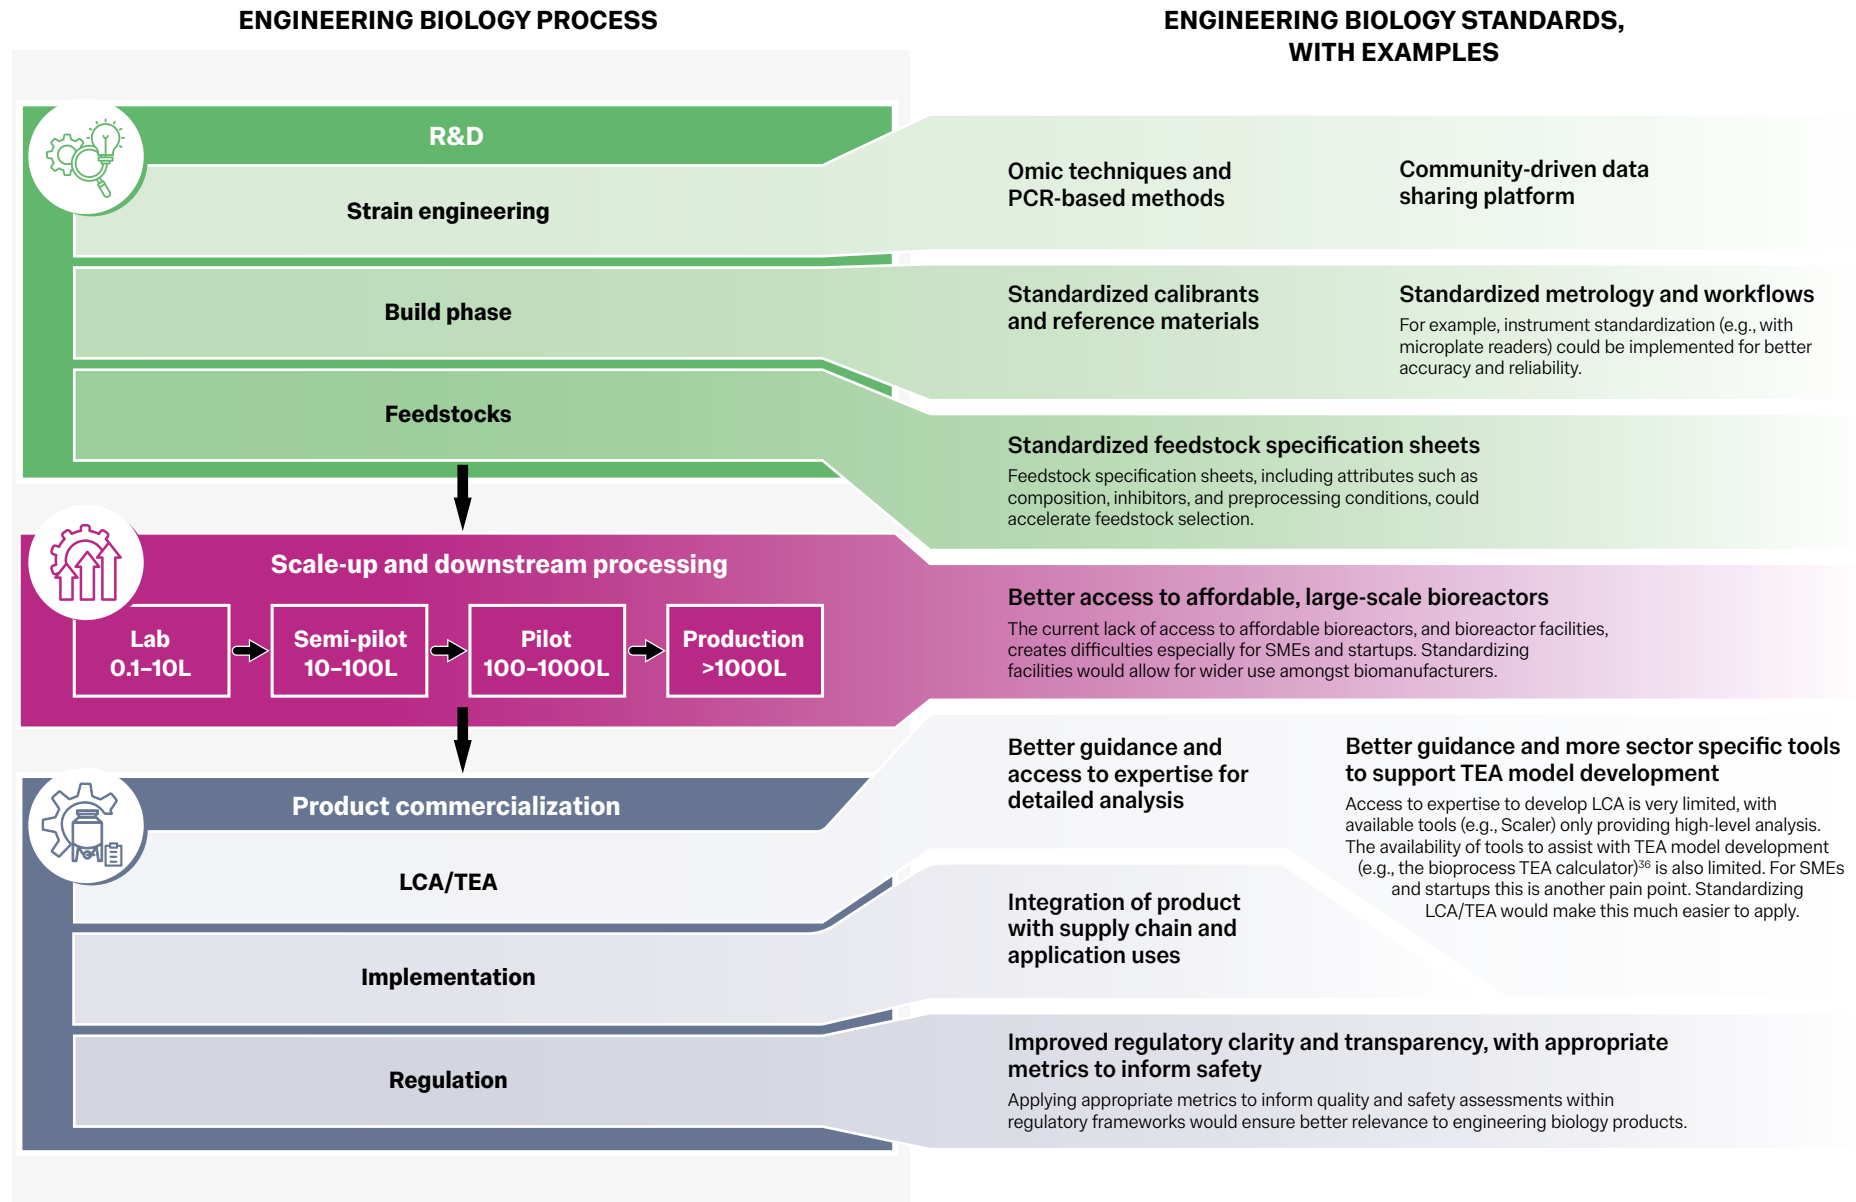 ENGINEERING BIOLOGY PROCESS
ENGINEERING BIOLOGY STANDARDS,
WITH EXAMPLES
R&D
Strain engineering
Omic techniques and
PCR-based methods
Community-driven data
sharing platform
Build phase
Standardized calibrants
and reference materials
Standardized metrology and workflows
For example, instrument standardization (e.g., with
microplate readers) could be implemented for better
accuracy and reliability.
Feedstocks
Standardized feedstock specification sheets
Feedstock specification sheets, including attributes such as
composition, inhibitors, and preprocessing conditions, could
accelerate feedstock selection.
Scale-up and downstream processing
Lab
0.1–10L
Semi-pilot
10–100L
Pilot
100–1000L
Production
>1000L
Better access to affordable, large-scale bioreactors
The current lack of access to affordable bioreactors, and bioreactor facilities,
creates difficulties especially for SMEs and startups. Standardizing
facilities would allow for wider use amongst biomanufacturers.
Product commercialization
LCA/TEA
Better guidance and
access to expertise for
detailed analysis
Better guidance and more sector specific tools
to support TEA model development
Access to expertise to develop LCA is very limited, with
available tools (e.g., Scaler) only providing high-level analysis.
The availability of tools to assist with TEA model development
(e.g., the bioprocess TEA calculator)³⁶ is also limited. For SMEs
and startups this is another pain point. Standardizing
LCA/TEA would make this much easier to apply.
Implementation
Integration of product
with supply chain and
application uses
Regulation
Improved regulatory clarity and transparency, with appropriate
metrics to inform safety
Applying appropriate metrics to inform quality and safety assessments within
regulatory frameworks would ensure better relevance to engineering biology products.